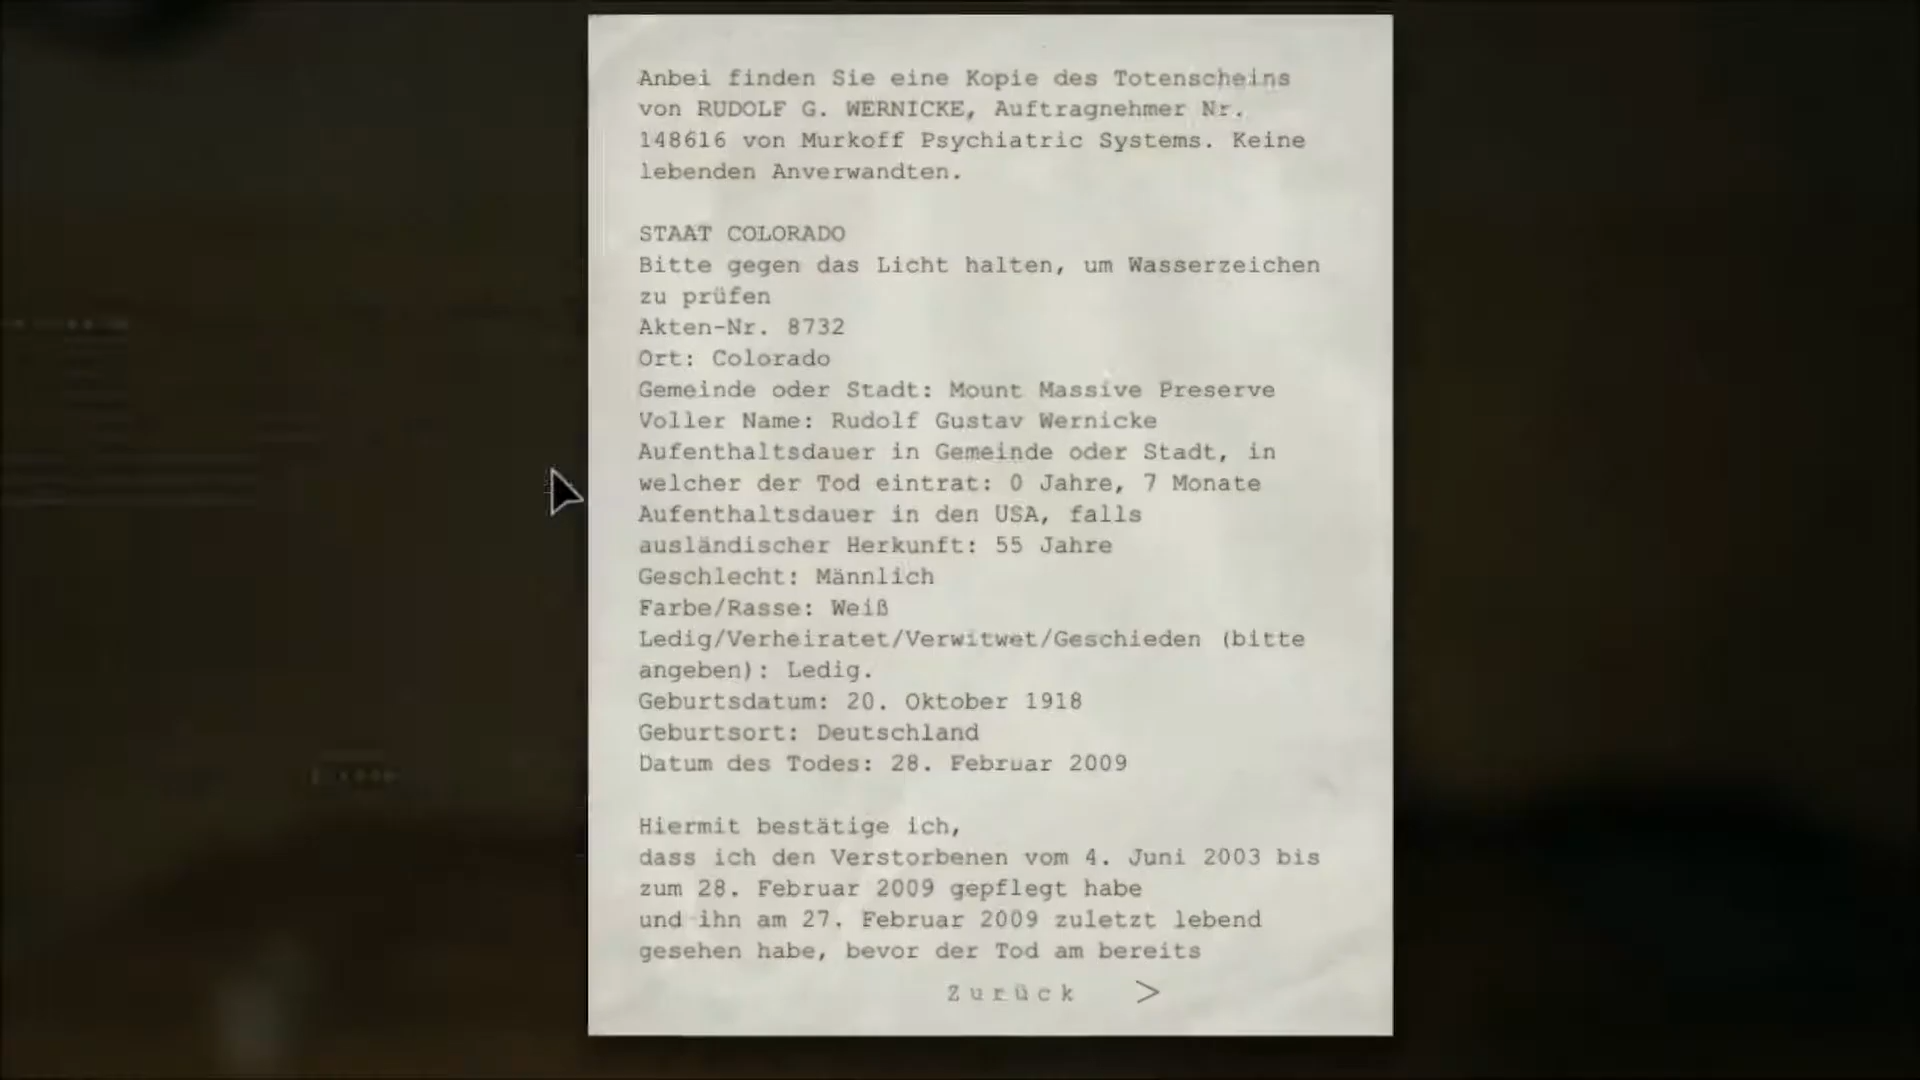 Anbei finden Sie eine Kopie des Totenscheins
von RUDOLF G. WERNICKE, Auftragnehmer Nr.
148616 von Murkoff Psychiatric Systems. Keine
lebenden Anverwandten.
STAAT COLORADO
Bitte gegen das Licht halten, um Wasserzeichen
zu prüfen
Akten-Nr. 8732
Ort: Colorado
Gemeinde oder Stadt: Mount Massive Preserve
Voller Name: Rudolf Gustav Wernicke
Aufenthaltsdauer in Gemeinde oder Stadt, in
welcher der Tod eintrat: 0 Jahre, 7 Monate
Aufenthaltsdauer in den USA, falls
ausländischer Herkunft: 55 Jahre
Geschlecht: Männlich
Farbe/Rasse: Weiß
Ledig/Verheiratet/Verwitwet/Geschieden (bitte
angeben): Ledig.
Geburtsdatum: 20. Oktober 1918
Geburtsort: Deutschland
Datum des Todes: 28. Februar 2009
Hiermit bestätige ich,
dass ich den Verstorbenen vom 4. Juni 2003 bis
zum 28. Februar 2009 gepflegt habe
und ihn am 27. Februar 2009 zuletzt lebend
gesehen habe, bevor der Tod am bereits
Zurück >